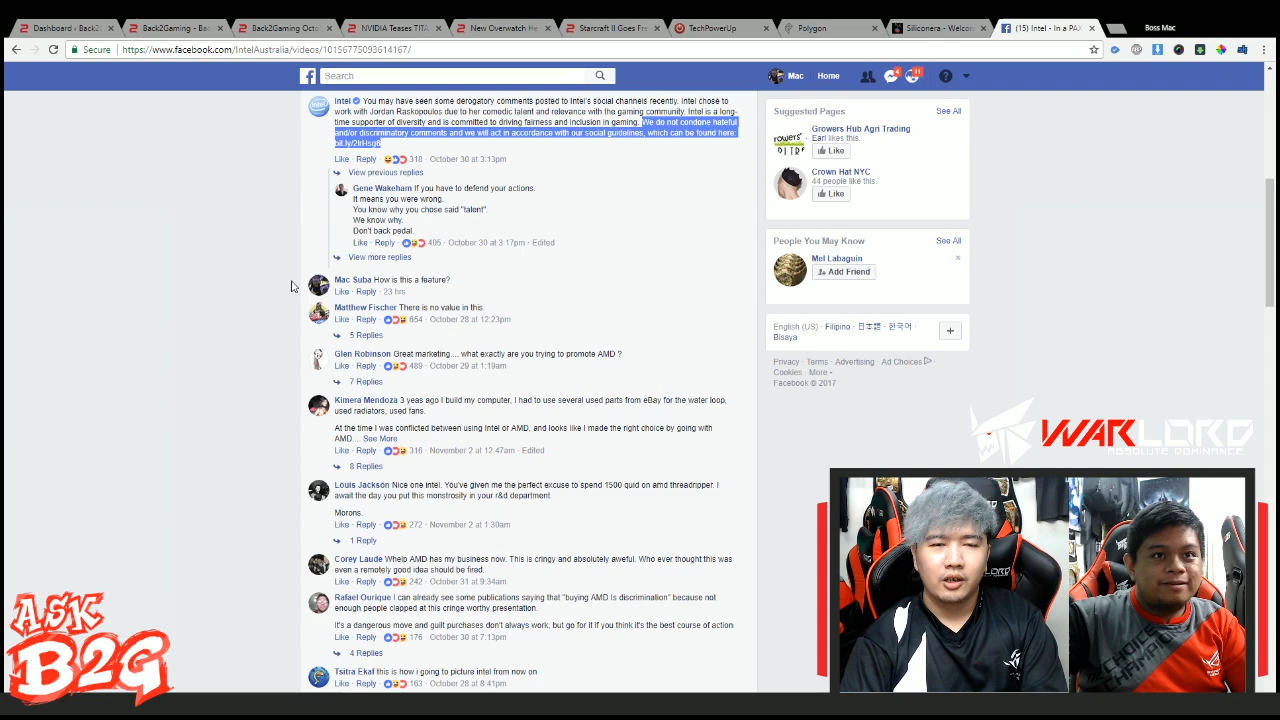 Dashboard ‹ Back2
Back2Gaming - Bac
Back2Gaming Octo
NVIDIA Teases TITA
New Overwatch He
Starcraft II Goes Fre
TechPowerUp
Polygon
Siliconera - Welcom
(15) Intel - In a PAX
Boss Mac
Secure
https://www.facebook.com/IntelAustralia/videos/10156775093614167/
Search
Mac
Home
4
11
Intel You may have seen some derogatory comments posted to Intel's social channels recently. Intel chose to
work with Jordan Raskopoulos due to her comedic talent and relevance with the gaming community. Intel is a long-
time supporter of diversity and is committed to driving fairness and inclusion in gaming. We do not condone hateful
and/or discriminatory comments and we will act in accordance with our social guidelines, which can be found here:
bit.ly/2lrHsg6
Like · Reply · 318 · October 30 at 3:13pm
View previous replies
Gene Wakeham If you have to defend your actions.
It means you were wrong.
You know why you chose said "talent".
We know why.
Don't back pedal.
Like · Reply · 405 · October 30 at 3:17pm · Edited
View more replies
Mac Suba How is this a feature?
Like · Reply · 23 hrs
Matthew Fischer There is no value in this.
Like · Reply · 654 · October 28 at 12:23pm
5 Replies
Glen Robinson Great marketing.... what exactly are you trying to promote AMD ?
Like · Reply · 489 · October 29 at 1:19am
7 Replies
Kimera Mendoza 3 yeas ago I build my computer, I had to use several used parts from eBay for the water loop,
used radiators, used fans.
At the time I was conflicted between using Intel or AMD, and looks like I made the right choice by going with
AMD.... See More
Like · Reply · 316 · November 2 at 12:47am · Edited
8 Replies
Louis Jackson Nice one intel. You've given me the perfect excuse to spend 1500 quid on amd threadripper. I
await the day you put this monstrosity in your r&d department.
Morons.
Like · Reply · 272 · November 2 at 1:30am
1 Reply
Corey Laude Whelp AMD has my business now. This is cringy and absolutely aweful. Who ever thought this was
even a remotely good idea should be fired.
Like · Reply · 242 · October 31 at 9:34am
Rafael Ourique I can already see some publications saying that "buying AMD Is discrimination" because not
enough people clapped at this cringe worthy presentation.
It's a dangerous move and guilt purchases don't always work, but go for it if you think it's the best course of action
Like · Reply · 176 · October 30 at 7:13pm
4 Replies
Tsitra Ekaf this is how i going to picture intel from now on
Like · Reply · 163 · October 28 at 8:41pm
Suggested Pages
See All
Growers Hub Agri Trading
Earl likes this.
Like
Crown Hat NYC
44 people like this.
Like
People You May Know
See All
Mel Labaguin
Add Friend
English (US) · Filipino · 日本語 · 한국어 ·
Bisaya
Privacy · Terms · Advertising · Ad Choices
Cookies · More
Facebook © 2017
WARLORD
ABSOLUTE DOMINANCE
ASK
B2G